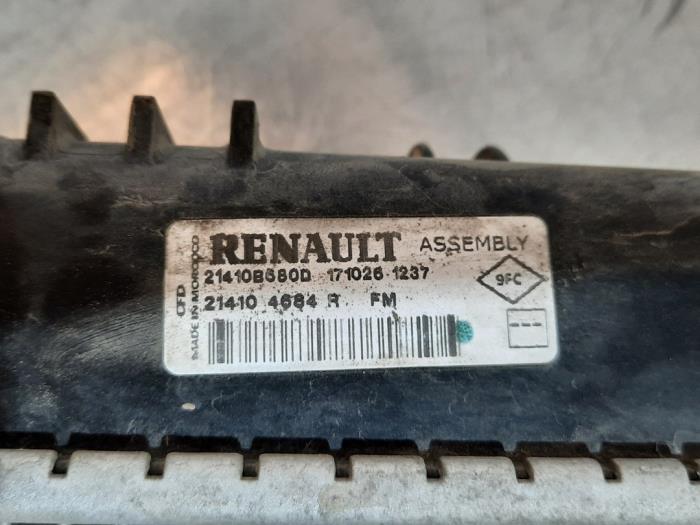 RENAULT ASSEMBLY
21410B680D 171026 1237
21410 4684 R FM
9FC
---
CFD
MADE IN MOROCCO